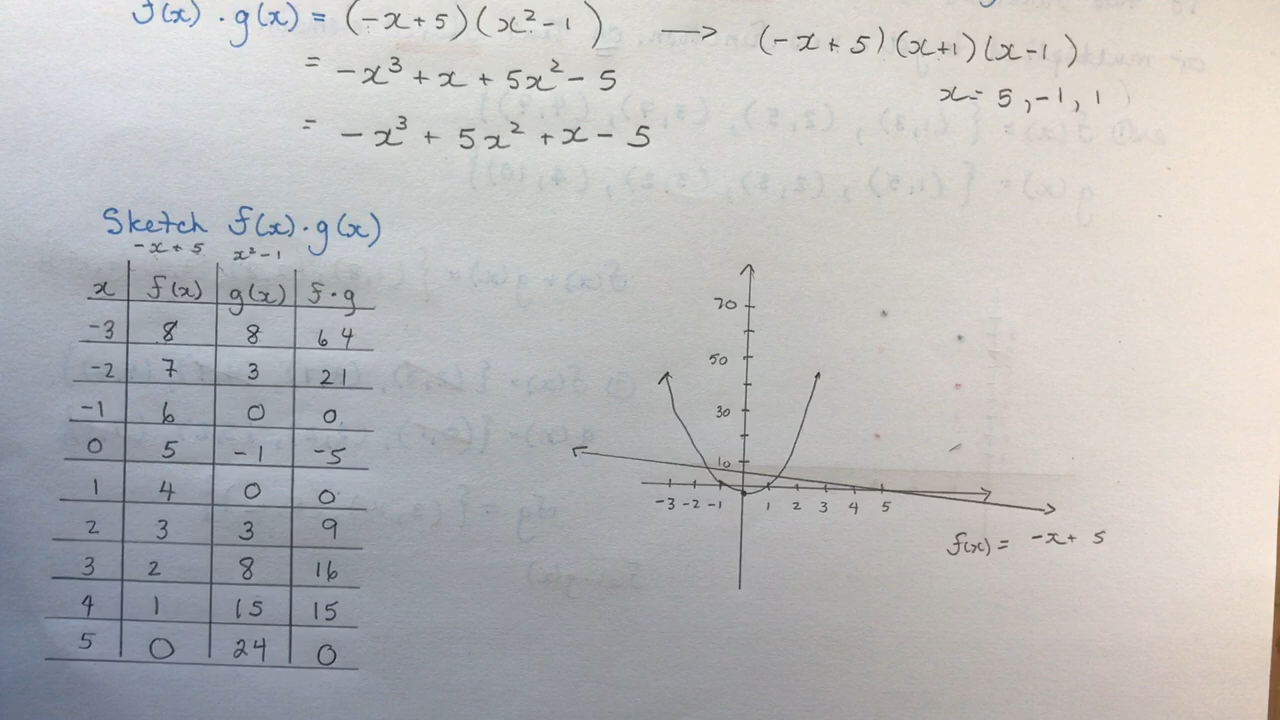 f(x) · g(x) = (-x+5)(x²-1) → (-x+5)(x+1)(x-1)
= -x³ + x + 5x² - 5
x = 5, -1, 1
= -x³ + 5x² + x - 5
Sketch f(x)·g(x)
-x+5 x²-1
x f(x) g(x) f·g
-3 8 8 64
-2 7 3 21
-1 6 0 0
0 5 -1 -5
1 4 0 0
2 3 3 9
3 2 8 16
4 1 15 15
5 0 24 0
70
50
30
10
-3 -2 -1 1 2 3 4 5
f(x) = -x+5